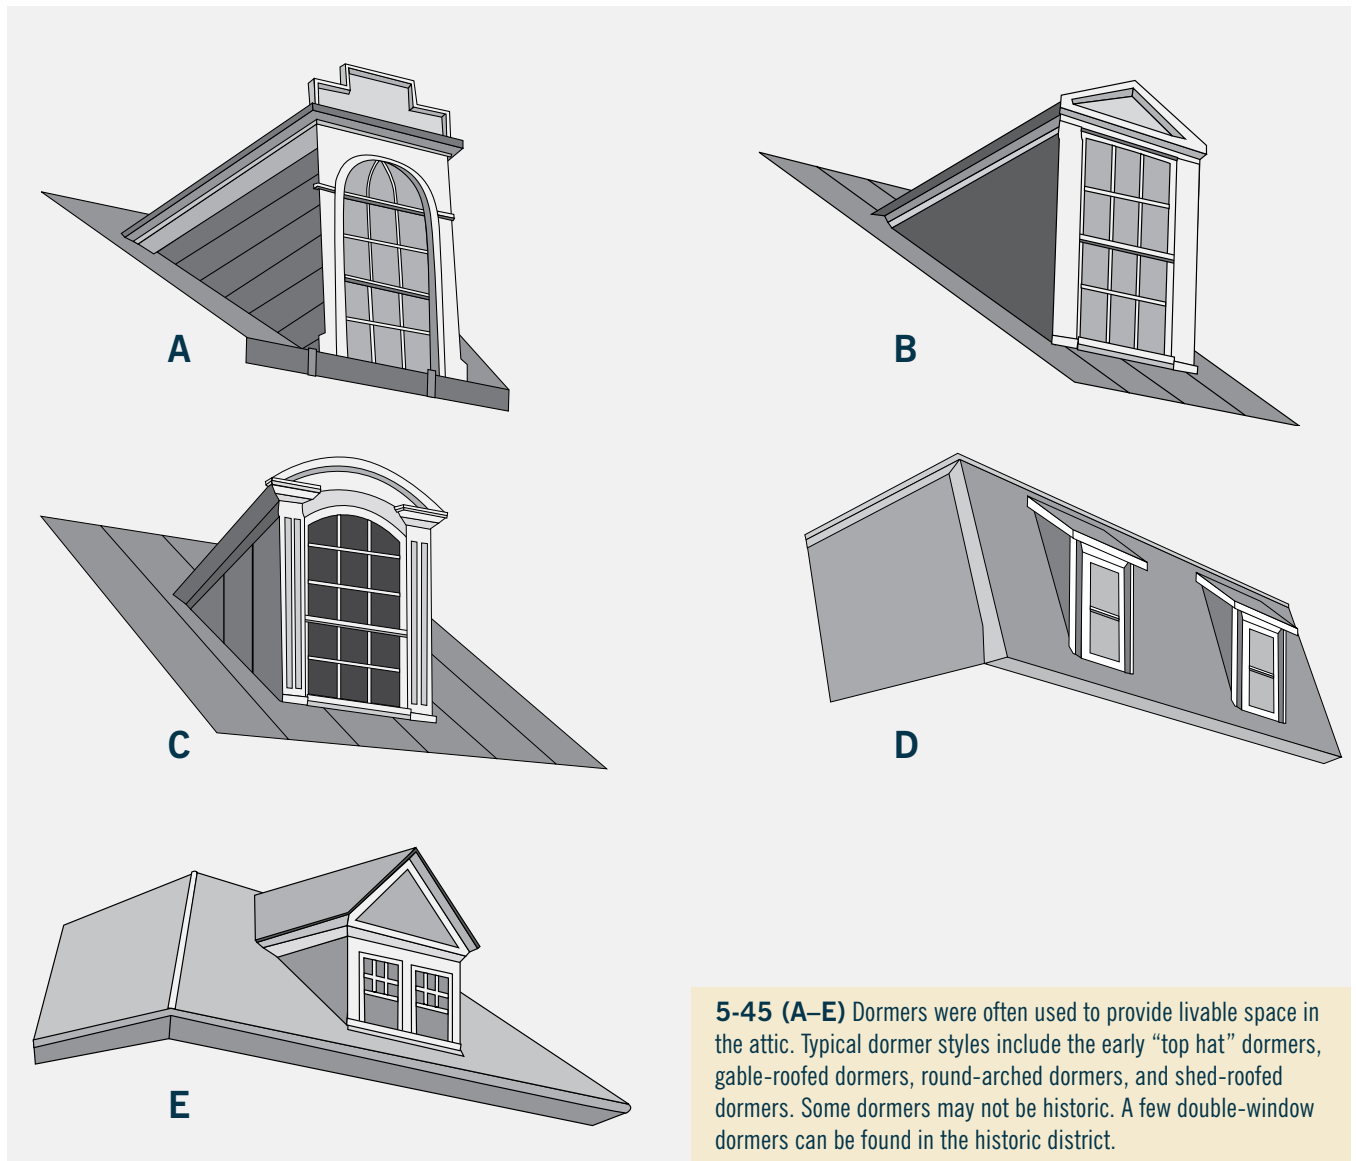 A
B
C
D
E
5-45 (A–E) Dormers were often used to provide livable space in
the attic. Typical dormer styles include the early “top hat” dormers,
gable-roofed dormers, round-arched dormers, and shed-roofed
dormers. Some dormers may not be historic. A few double-window
dormers can be found in the historic district.